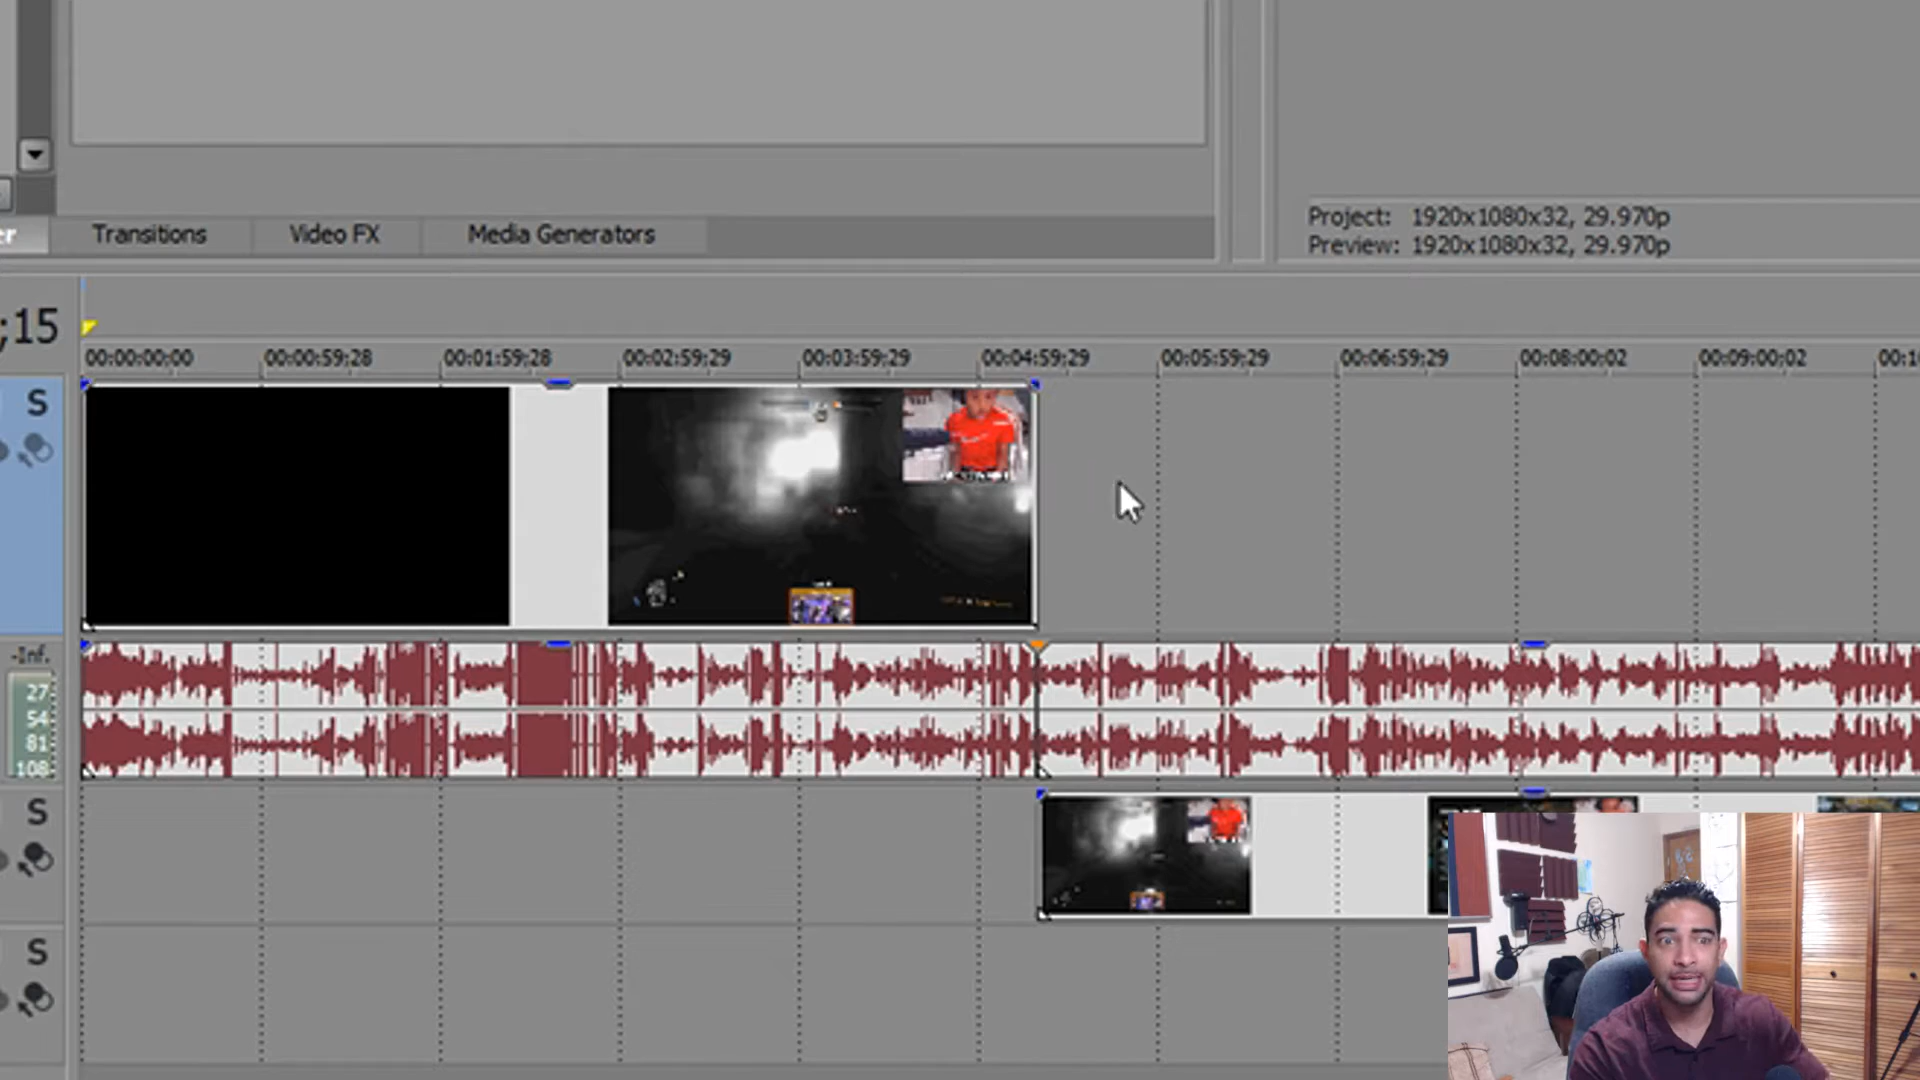 er Transitions Video FX Media Generators
Project: 1920x1080x32, 29.970p
Preview: 1920x1080x32, 29.970p
;15
00:00:00;00 00:00:59;28 00:01:59;28 00:02:59;29 00:03:59;29 00:04:59;29 00:05:59;29 00:06:59;29 00:08:00;02 00:09:00;02 00:10
S
-Inf.
27
54
81
108
S
S